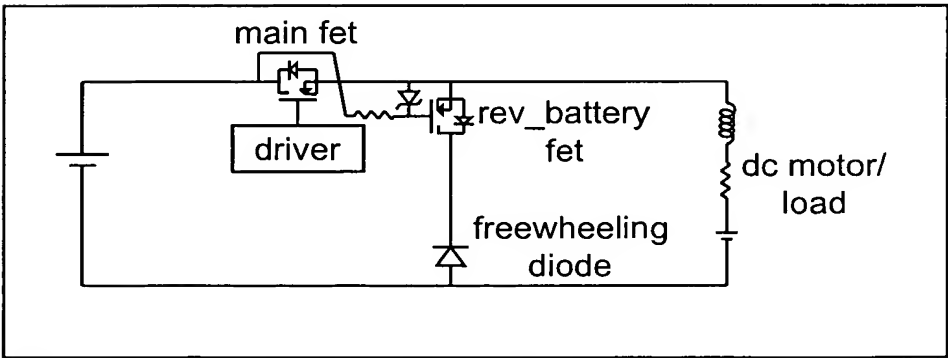 main fet
driver
rev_battery
fet
dc motor/
load
freewheeling
diode